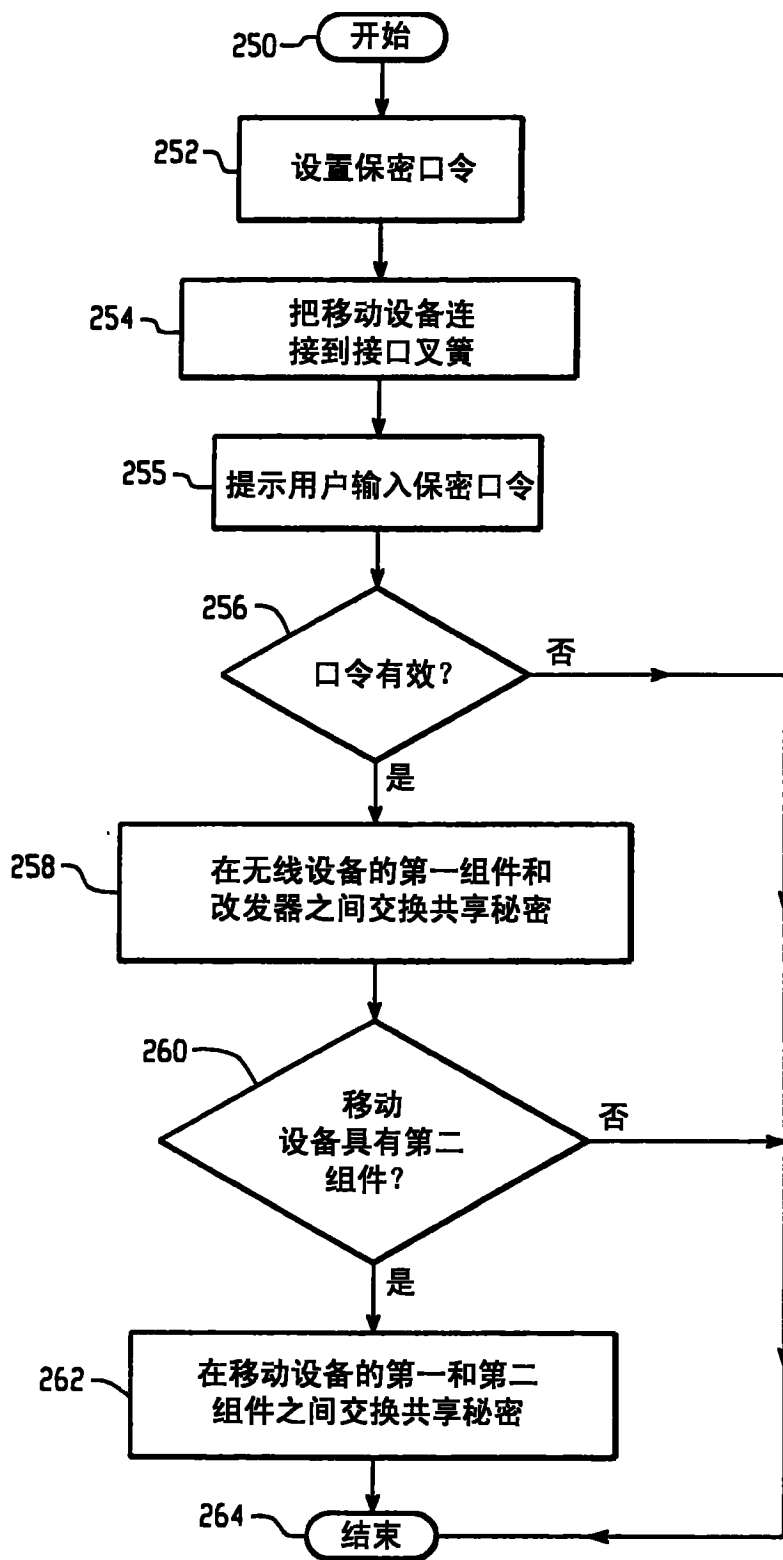 250
开始
252
设置保密口令
254
把移动设备连
接到接口叉簧
255
提示用户输入保密口令
256
口令有效?
否
是
258
在无线设备的第一组件和
改发器之间交换共享秘密
260
移动
设备具有第二
组件?
否
是
262
在移动设备的第一和第二
组件之间交换共享秘密
264
结束